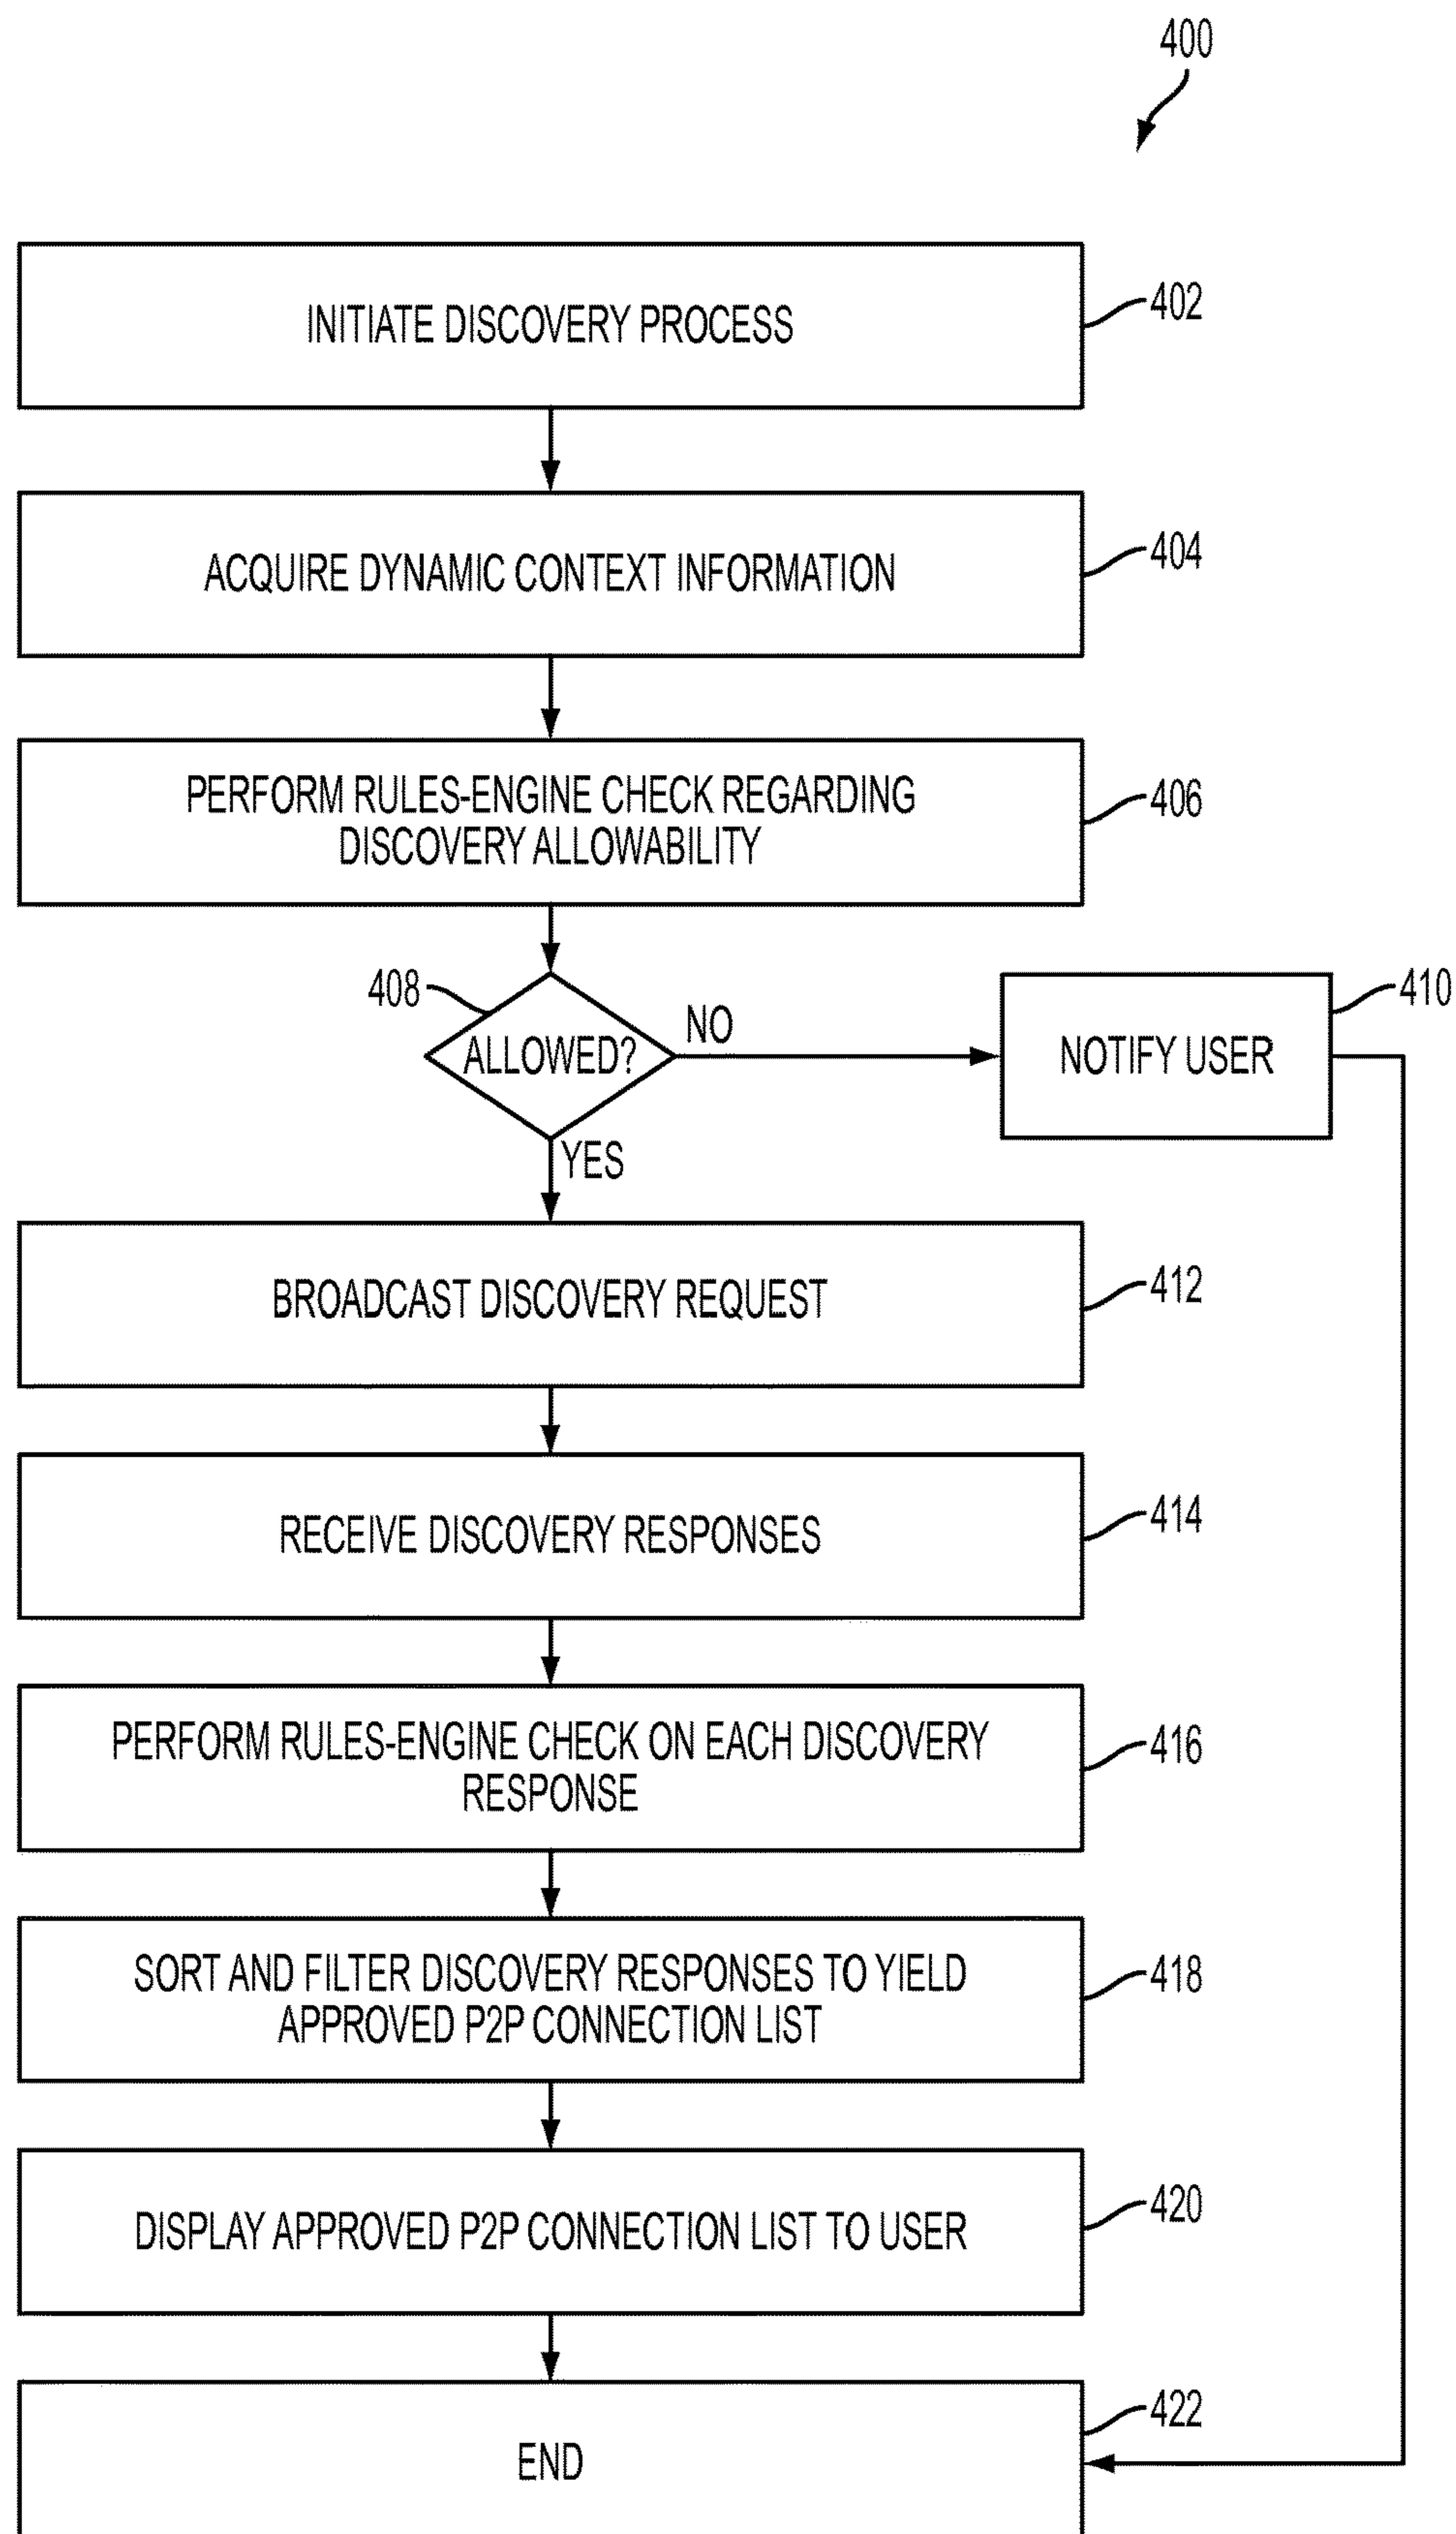 400
INITIATE DISCOVERY PROCESS
402
ACQUIRE DYNAMIC CONTEXT INFORMATION
404
PERFORM RULES-ENGINE CHECK REGARDING
DISCOVERY ALLOWABILITY
406
408
ALLOWED?
NO
NOTIFY USER
410
YES
BROADCAST DISCOVERY REQUEST
412
RECEIVE DISCOVERY RESPONSES
414
PERFORM RULES-ENGINE CHECK ON EACH DISCOVERY
RESPONSE
416
SORT AND FILTER DISCOVERY RESPONSES TO YIELD
APPROVED P2P CONNECTION LIST
418
DISPLAY APPROVED P2P CONNECTION LIST TO USER
420
END
422